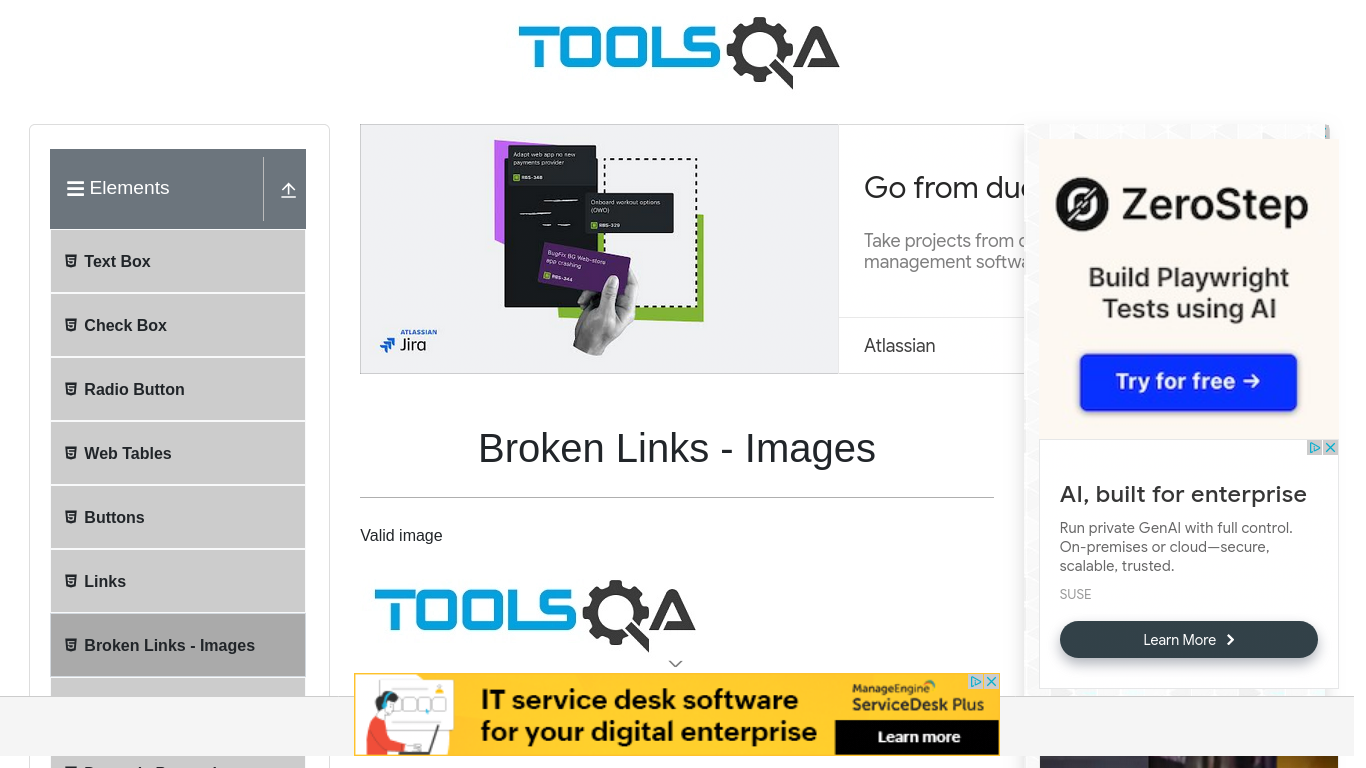 TOOLSQA
Elements
Text Box
Check Box
Radio Button
Web Tables
Buttons
Links
Broken Links - Images
Adapt web app no new
payments provider
RBS-348
Onboard workout options
(OWO)
RBS-329
BugFix BG Web-store
app crashing
RBS-344
ATLASSIAN
Jira
Go from du
Take projects from
management softwa
Atlassian
Broken Links - Images
Valid image
TOOLSQA
ZeroStep
Build Playwright
Tests using AI
Try for free →
AI, built for enterprise
Run private GenAI with full control.
On-premises or cloud—secure,
scalable, trusted.
SUSE
Learn More
IT service desk software
for your digital enterprise
ManageEngine
ServiceDesk Plus
Learn more